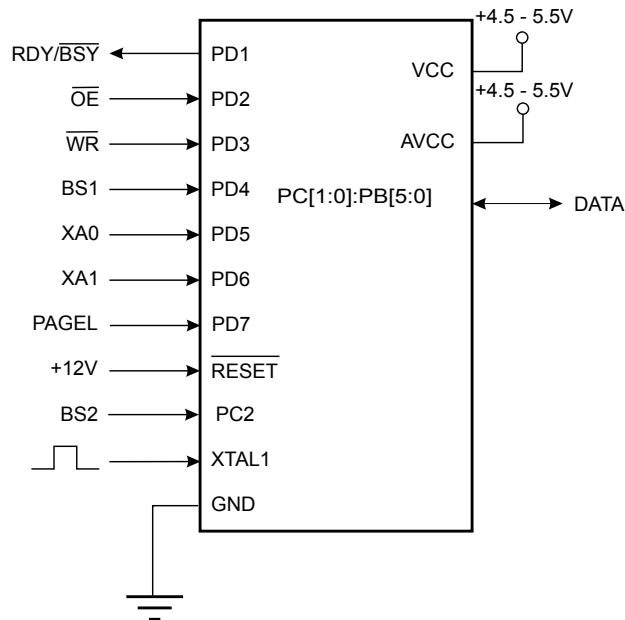 RDY/BSY
PD1
+4.5 - 5.5V
VCC
OE
PD2
+4.5 - 5.5V
WR
PD3
AVCC
BS1
PD4
PC[1:0]:PB[5:0]
DATA
XA0
PD5
XA1
PD6
PAGEL
PD7
+12V
RESET
BS2
PC2
XTAL1
GND